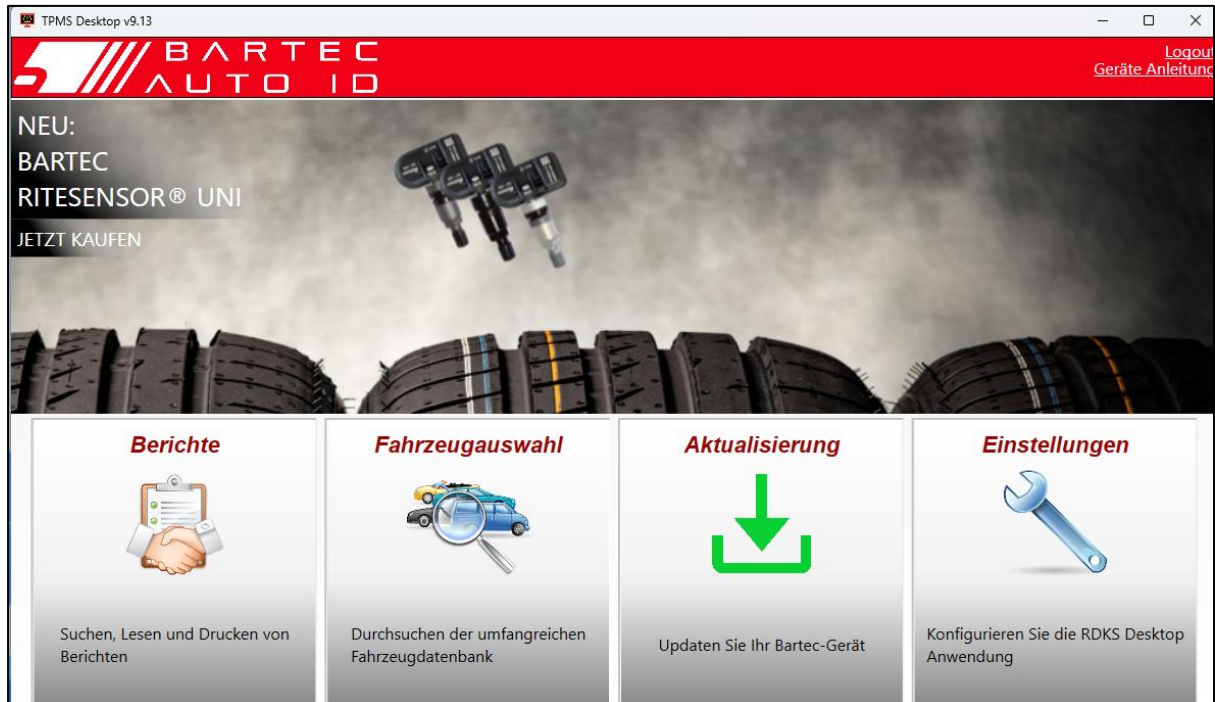 TPMS Desktop v9.13
BARTEC
AUTO ID
Logout
Geräte Anleitung
NEU:
BARTEC
RITESENSOR® UNI
JETZT KAUFEN
Berichte
Fahrzeugauswahl
Aktualisierung
Einstellungen
Suchen, Lesen und Drucken von
Berichten
Durchsuchen der umfangreichen
Fahrzeugdatenbank
Updaten Sie Ihr Bartec-Gerät
Konfigurieren Sie die RDKS Desktop
Anwendung